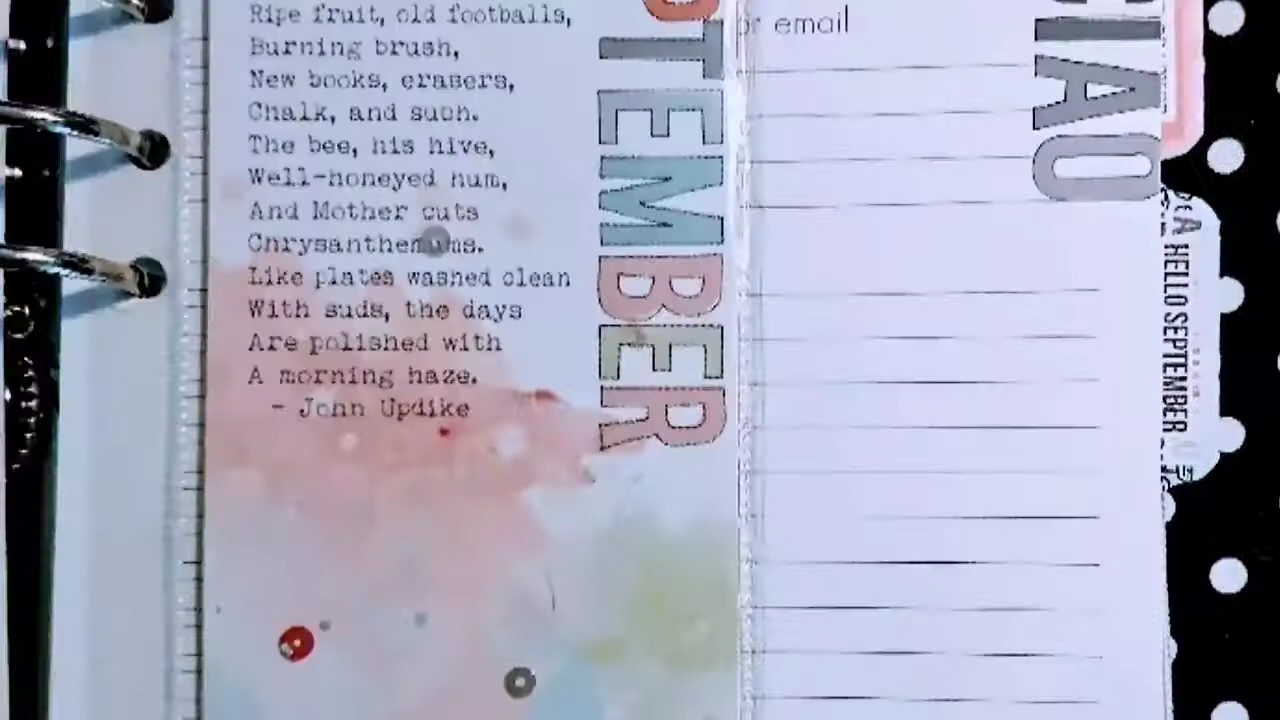 Ripe fruit, old footballs,
Burning brush,
New books, erasers,
Chalk, and such.
The bee, his hive,
Well-honeyed hum,
And Mother cuts
Chrysanthemums.
Like plates washed clean
With suds, the days
Are polished with
A morning haze.
- John Updike
PTEMBER
or email
CIAO
HELLO SEPTEMBER